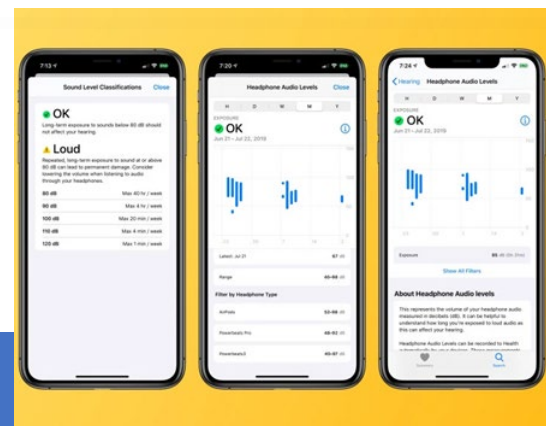 7:13
Sound Level Classifications Close
OK
Long-term exposure to sounds below 80 dB should
not affect your hearing.
Loud
Repeated, long-term exposure to sound at or above
80 dB can lead to permanent damage. Consider
lowering the volume when listening to audio
through your headphones.
80 dB Max 40 hr / week
90 dB Max 4 hr / week
100 dB Max 20 min / week
110 dB Max 4 min / week
120 dB Max 1 min / week
7:20
Headphone Audio Levels Close
H D W M Y
EXPOSURE
OK
Jun 21 – Jul 22, 2019
Latest, Jul 21 67 dB
Range
Filter by Headphone Type
AirPods
Powerbeats Pro
Powerbeats3
7:24
Hearing Headphone Audio Levels
H D W M Y
EXPOSURE
OK
Jun 21 – Jul 22, 2019
Exposure
Show All Filters
About Headphone Audio levels
This represents the volume of your headphone audio
measured in decibels (dB). It can be helpful to
understand how long you're exposed to loud audio as
this can affect your hearing.
Headphone Audio Levels can be recorded to Health
Summary
Search